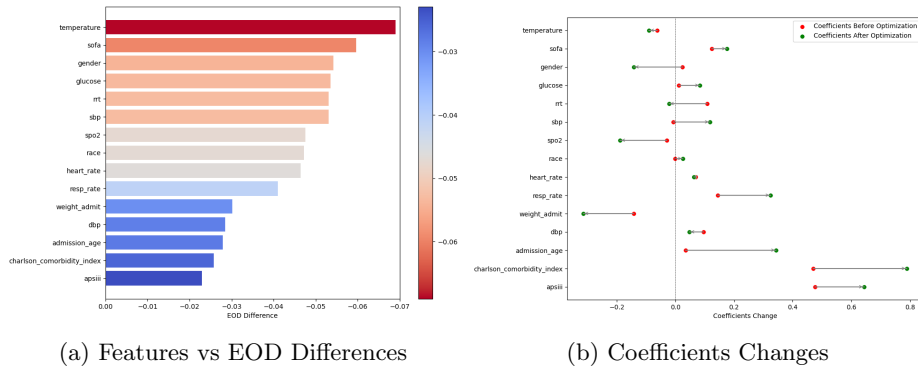 temperature
sofa
gender
glucose
rrt
sbp
spo2
race
heart_rate
resp_rate
weight_admit
dbp
admission_age
charlson_comorbidity_index
apsiii
0.00 −0.01 −0.02 −0.03 −0.04 −0.05 −0.06 −0.07
EOD Difference
−0.03
−0.04
−0.05
−0.06
(a) Features vs EOD Differences
Coefficients Before Optimization
Coefficients After Optimization
temperature
sofa
gender
glucose
rrt
sbp
spo2
race
heart_rate
resp_rate
weight_admit
dbp
admission_age
charlson_comorbidity_index
apsiii
−0.2 0.0 0.2 0.4 0.6 0.8
Coefficients Change
(b) Coefficients Changes